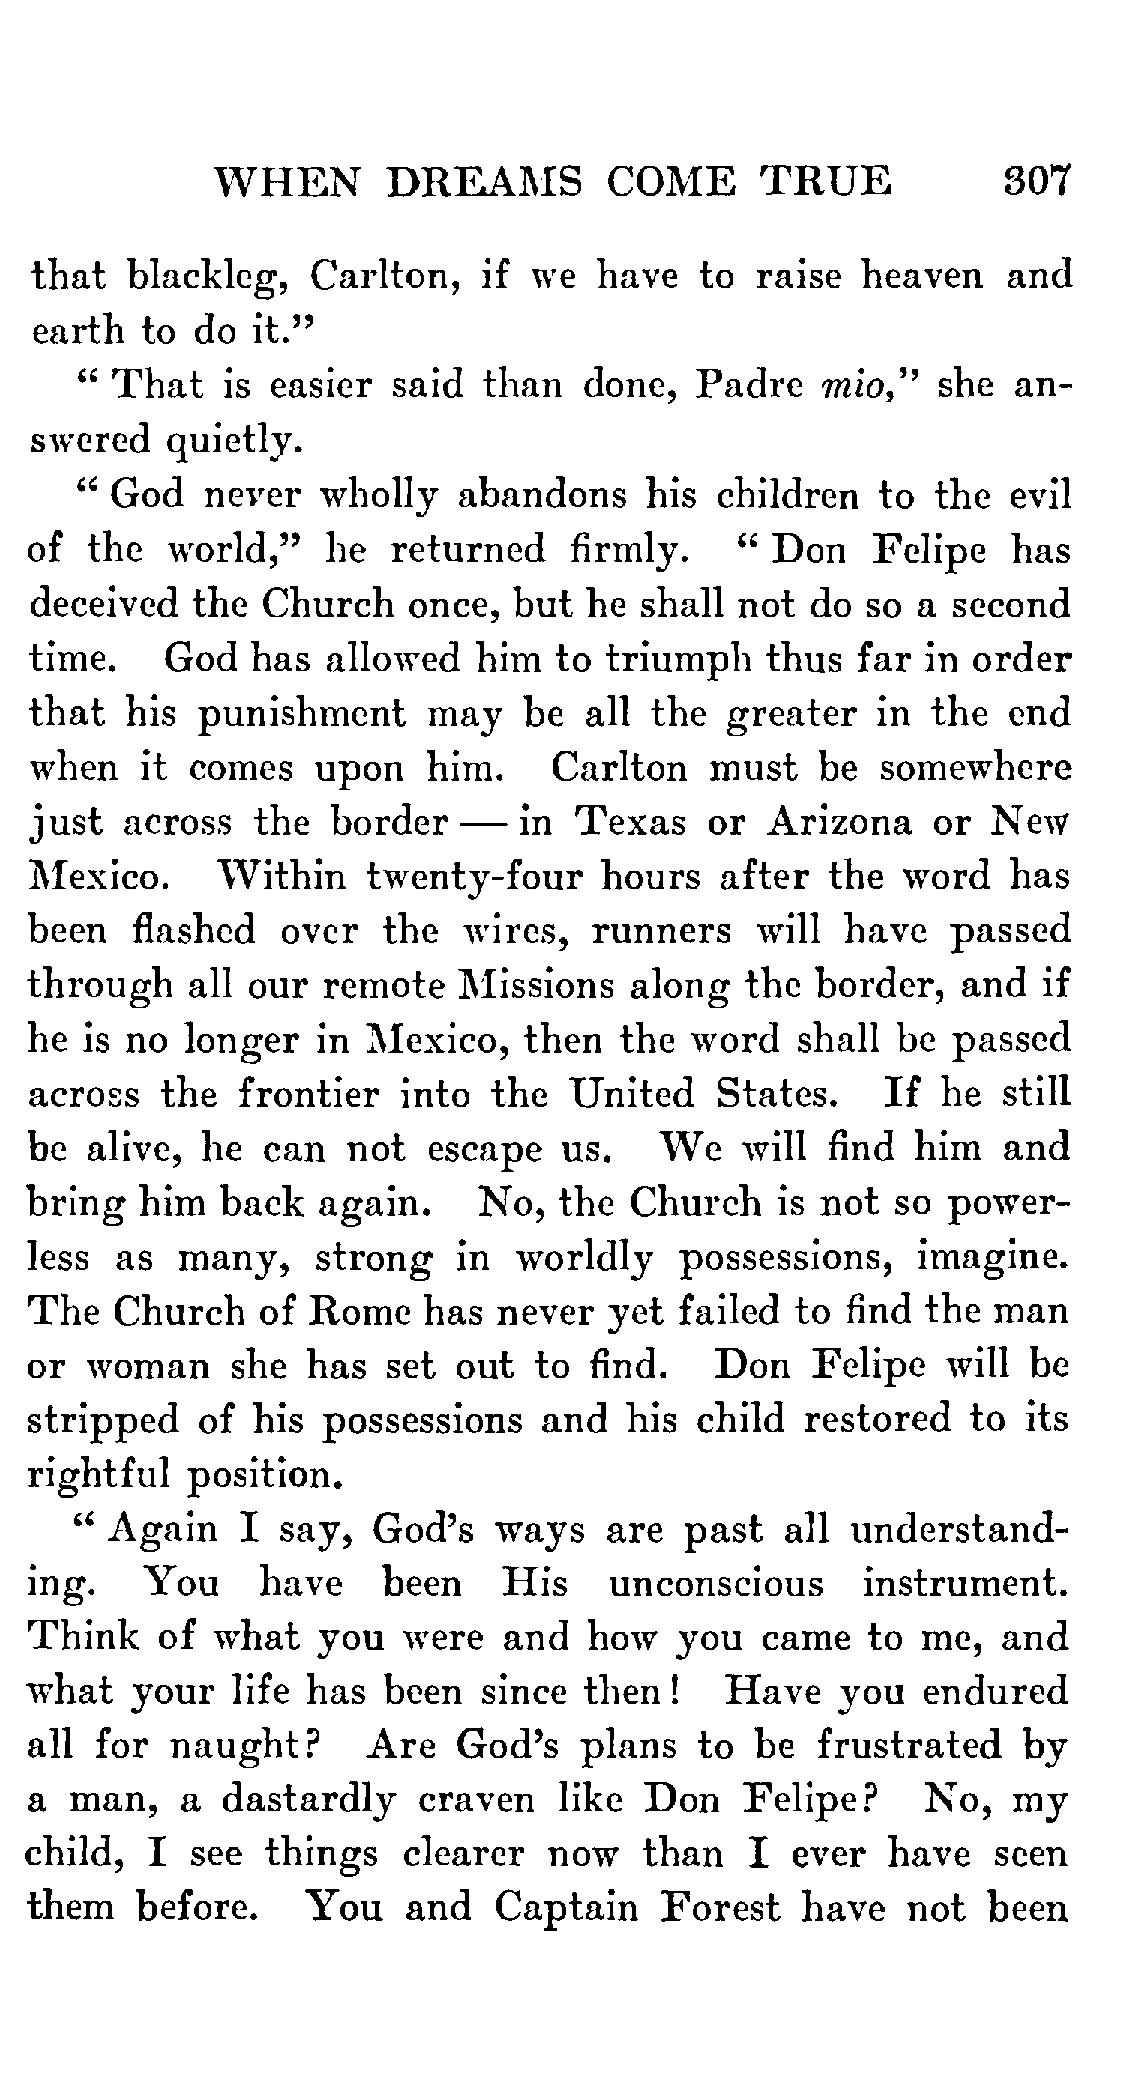 WHEN DREAMS COME TRUE 307
that blackleg, Carlton, if we have to raise heaven and
earth to do it."
" That is easier said than done, Padre mio," she an-
swered quietly.
" God never wholly abandons his children to the evil
of the world," he returned firmly. " Don Felipe has
deceived the Church once, but he shall not do so a second
time. God has allowed him to triumph thus far in order
that his punishment may be all the greater in the end
when it comes upon him. Carlton must be somewhere
just across the border — in Texas or Arizona or New
Mexico. Within twenty-four hours after the word has
been flashed over the wires, runners will have passed
through all our remote Missions along the border, and if
he is no longer in Mexico, then the word shall be passed
across the frontier into the United States. If he still
be alive, he can not escape us. We will find him and
bring him back again. No, the Church is not so power-
less as many, strong in worldly possessions, imagine.
The Church of Rome has never yet failed to find the man
or woman she has set out to find. Don Felipe will be
stripped of his possessions and his child restored to its
rightful position.
" Again I say, God's ways are past all understand-
ing. You have been His unconscious instrument.
Think of what you were and how you came to me, and
what your life has been since then! Have you endured
all for naught? Are God's plans to be frustrated by
a man, a dastardly craven like Don Felipe? No, my
child, I see things clearer now than I ever have seen
them before. You and Captain Forest have not been